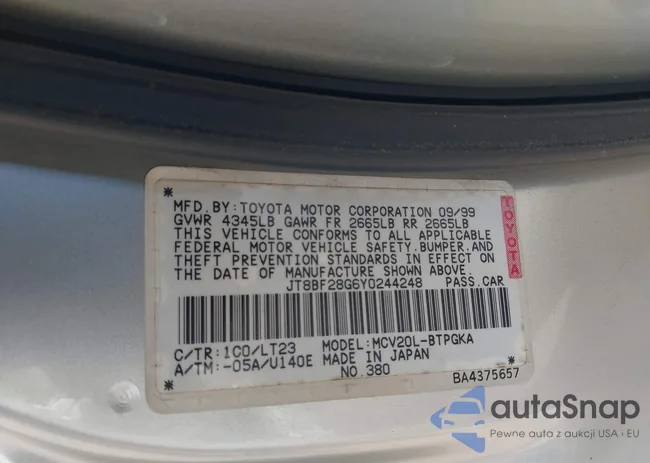 MFD. BY: TOYOTA MOTOR CORPORATION 09/99
GVWR 4345LB GAWR FR 2665LB RR 2665LB
THIS VEHICLE CONFORMS TO ALL APPLICABLE
FEDERAL MOTOR VEHICLE SAFETY, BUMPER, AND
THEFT PREVENTION STANDARDS IN EFFECT ON
THE DATE OF MANUFACTURE SHOWN ABOVE.
JT8BF28G6Y0244248 PASS.CAR
TOYOTA
C/TR: 1C0/LT23 MODEL: MCV20L-BTPGKA
A/TM: -05A/U140E MADE IN JAPAN
NO.380
BA4375657
autaSnap
Pewne auta z aukcji USA i EU